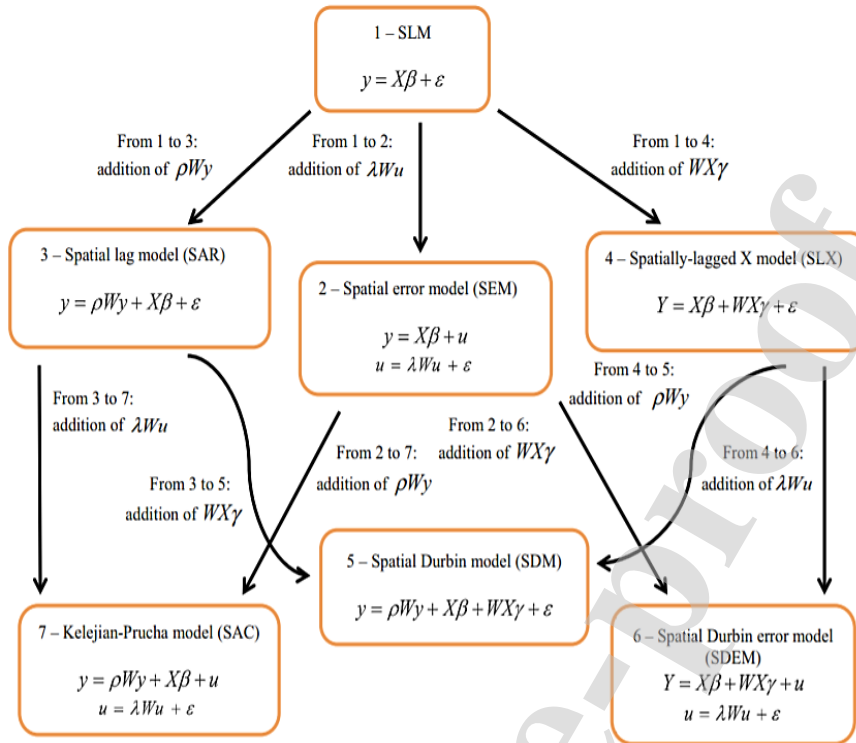 1 – SLM
y = Xβ + ε
From 1 to 3:
addition of ρWy
From 1 to 2:
addition of λWu
From 1 to 4:
addition of WXγ
3 – Spatial lag model (SAR)
y = ρWy + Xβ + ε
2 – Spatial error model (SEM)
y = Xβ + u
u = λWu + ε
4 – Spatially-lagged X model (SLX)
Y = Xβ + WXγ + ε
From 3 to 7:
addition of λWu
From 3 to 5:
addition of WXγ
From 2 to 7:
addition of ρWy
From 2 to 6:
addition of WXγ
From 4 to 5:
addition of ρWy
From 4 to 6:
addition of λWu
5 – Spatial Durbin model (SDM)
y = ρWy + Xβ + WXγ + ε
7 – Kelejian-Prucha model (SAC)
y = ρWy + Xβ + u
u = λWu + ε
6 – Spatial Durbin error model
(SDEM)
Y = Xβ + WXγ + u
u = λWu + ε
e-proof